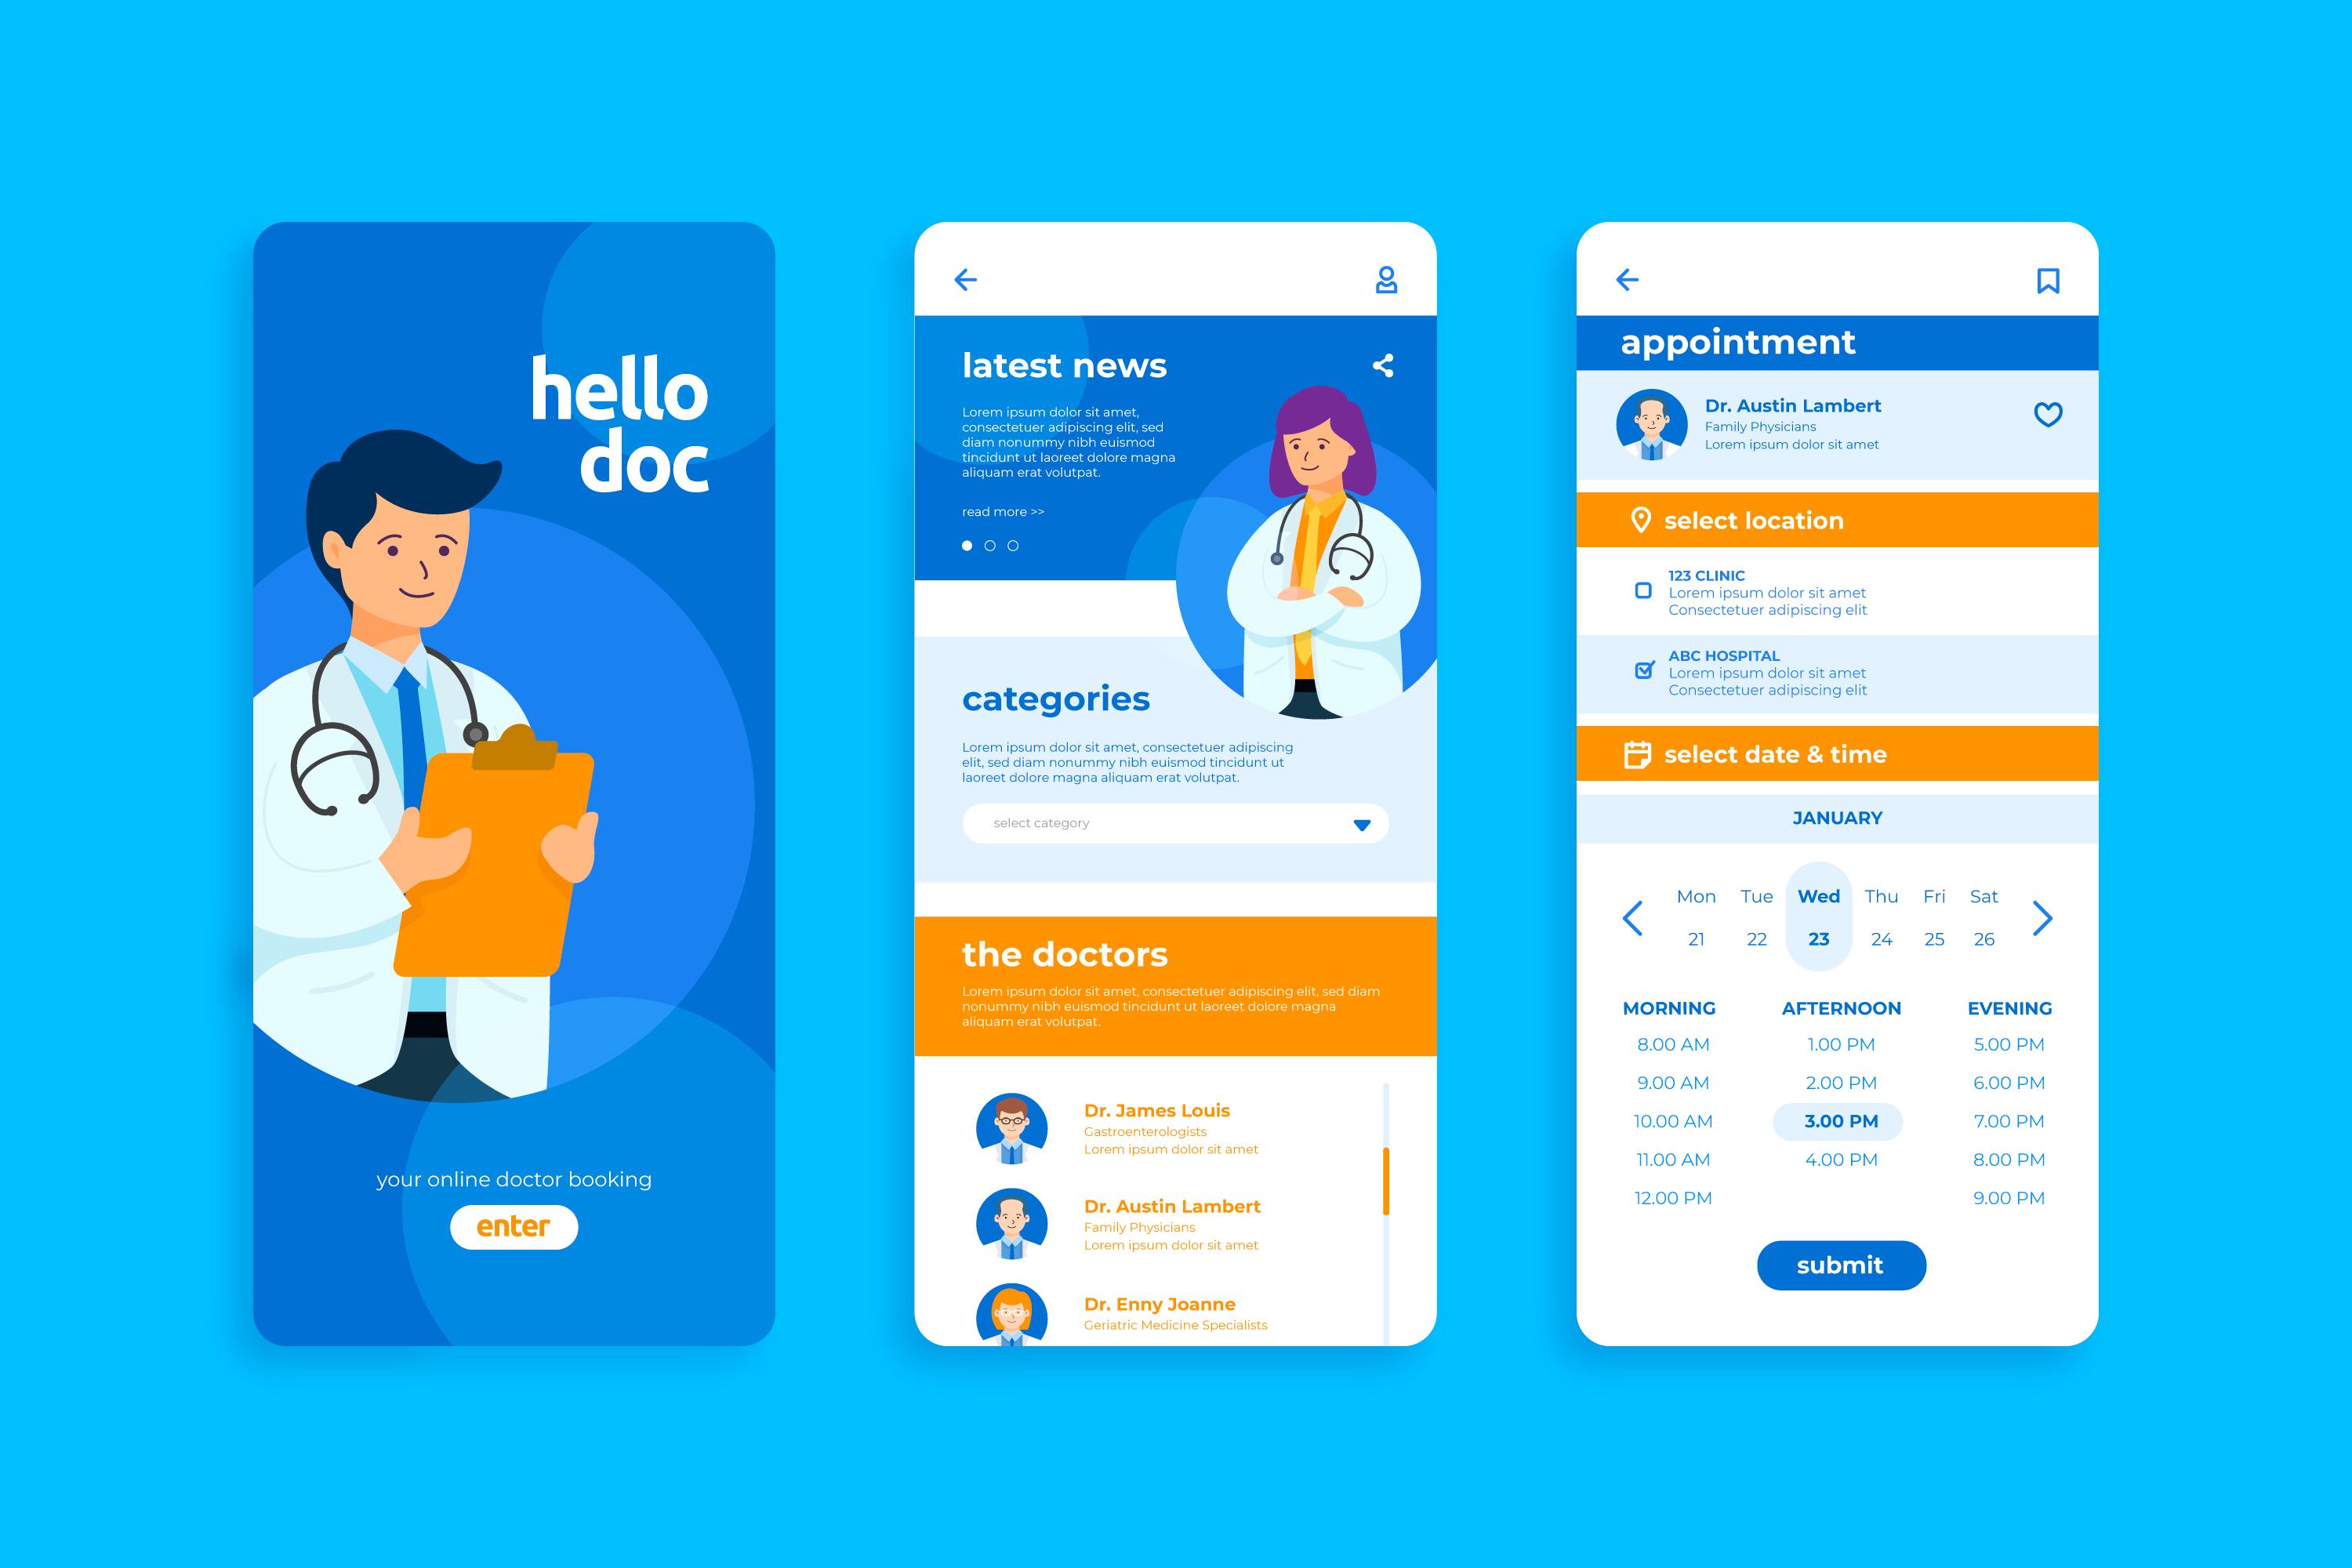 hello
doc
your online doctor booking
enter
latest news
Lorem ipsum dolor sit amet,
consectetuer adipiscing elit, sed
diam nonummy nibh euismod
tincidunt ut laoreet dolore magna
aliquam erat volutpat.
read more >>
categories
Lorem ipsum dolor sit amet, consectetuer adipiscing
elit, sed diam nonummy nibh euismod tincidunt ut
laoreet dolore magna aliquam erat volutpat.
select category
the doctors
Lorem ipsum dolor sit amet, consectetuer adipiscing elit, sed diam
nonummy nibh euismod tincidunt ut laoreet dolore magna
aliquam erat volutpat.
Dr. James Louis
Gastroenterologists
Lorem ipsum dolor sit amet
Dr. Austin Lambert
Family Physicians
Lorem ipsum dolor sit amet
Dr. Enny Joanne
Geriatric Medicine Specialists
appointment
Dr. Austin Lambert
Family Physicians
Lorem ipsum dolor sit amet
select location
123 CLINIC
Lorem ipsum dolor sit amet
Consectetuer adipiscing elit
ABC HOSPITAL
Lorem ipsum dolor sit amet
Consectetuer adipiscing elit
select date & time
JANUARY
Mon Tue Wed Thu Fri Sat
21 22 23 24 25 26
MORNING AFTERNOON EVENING
8.00 AM 1.00 PM 5.00 PM
9.00 AM 2.00 PM 6.00 PM
10.00 AM 3.00 PM 7.00 PM
11.00 AM 4.00 PM 8.00 PM
12.00 PM 9.00 PM
submit